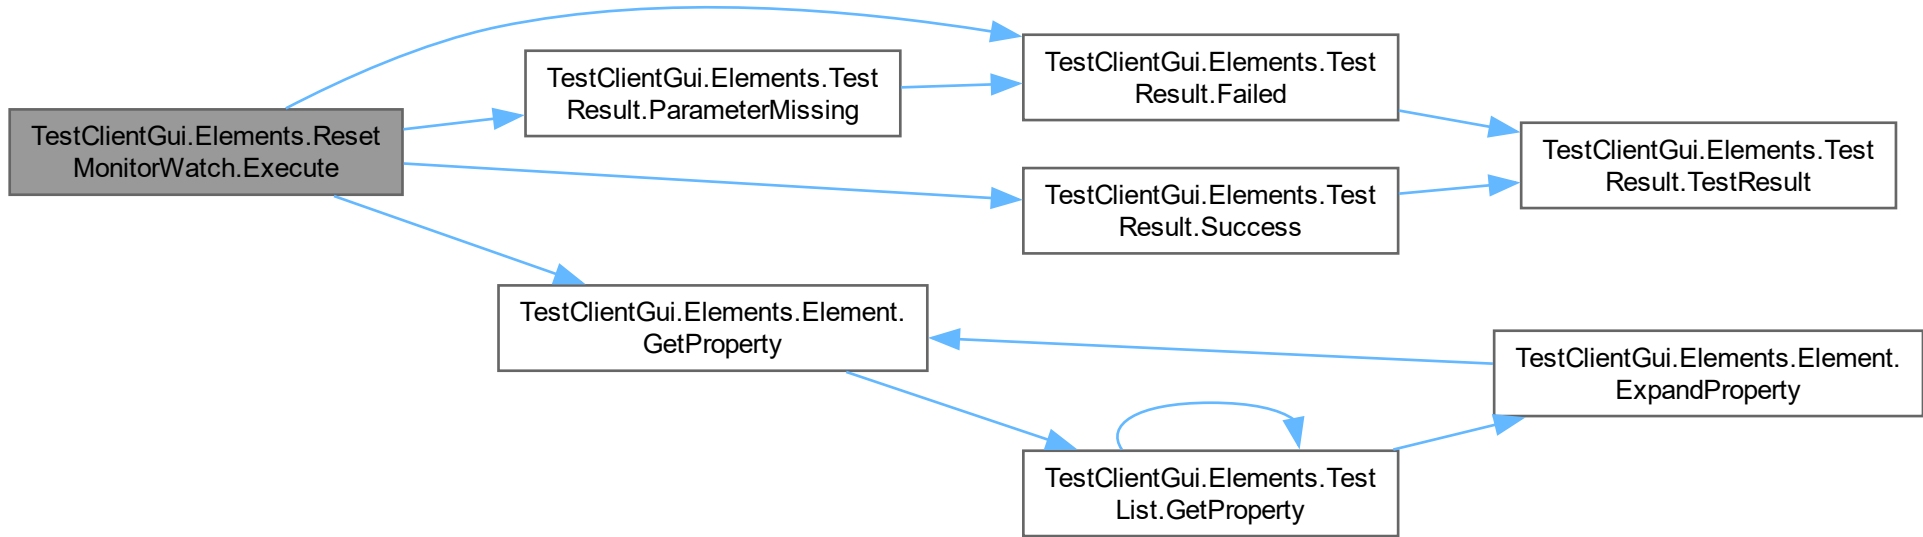 TestClientGui.Elements.Reset
MonitorWatch.Execute
TestClientGui.Elements.Test
Result.ParameterMissing
TestClientGui.Elements.Test
Result.Failed
TestClientGui.Elements.Test
Result.TestResult
TestClientGui.Elements.Test
Result.Success
TestClientGui.Elements.Element.
GetProperty
TestClientGui.Elements.Test
List.GetProperty
TestClientGui.Elements.Element.
ExpandProperty